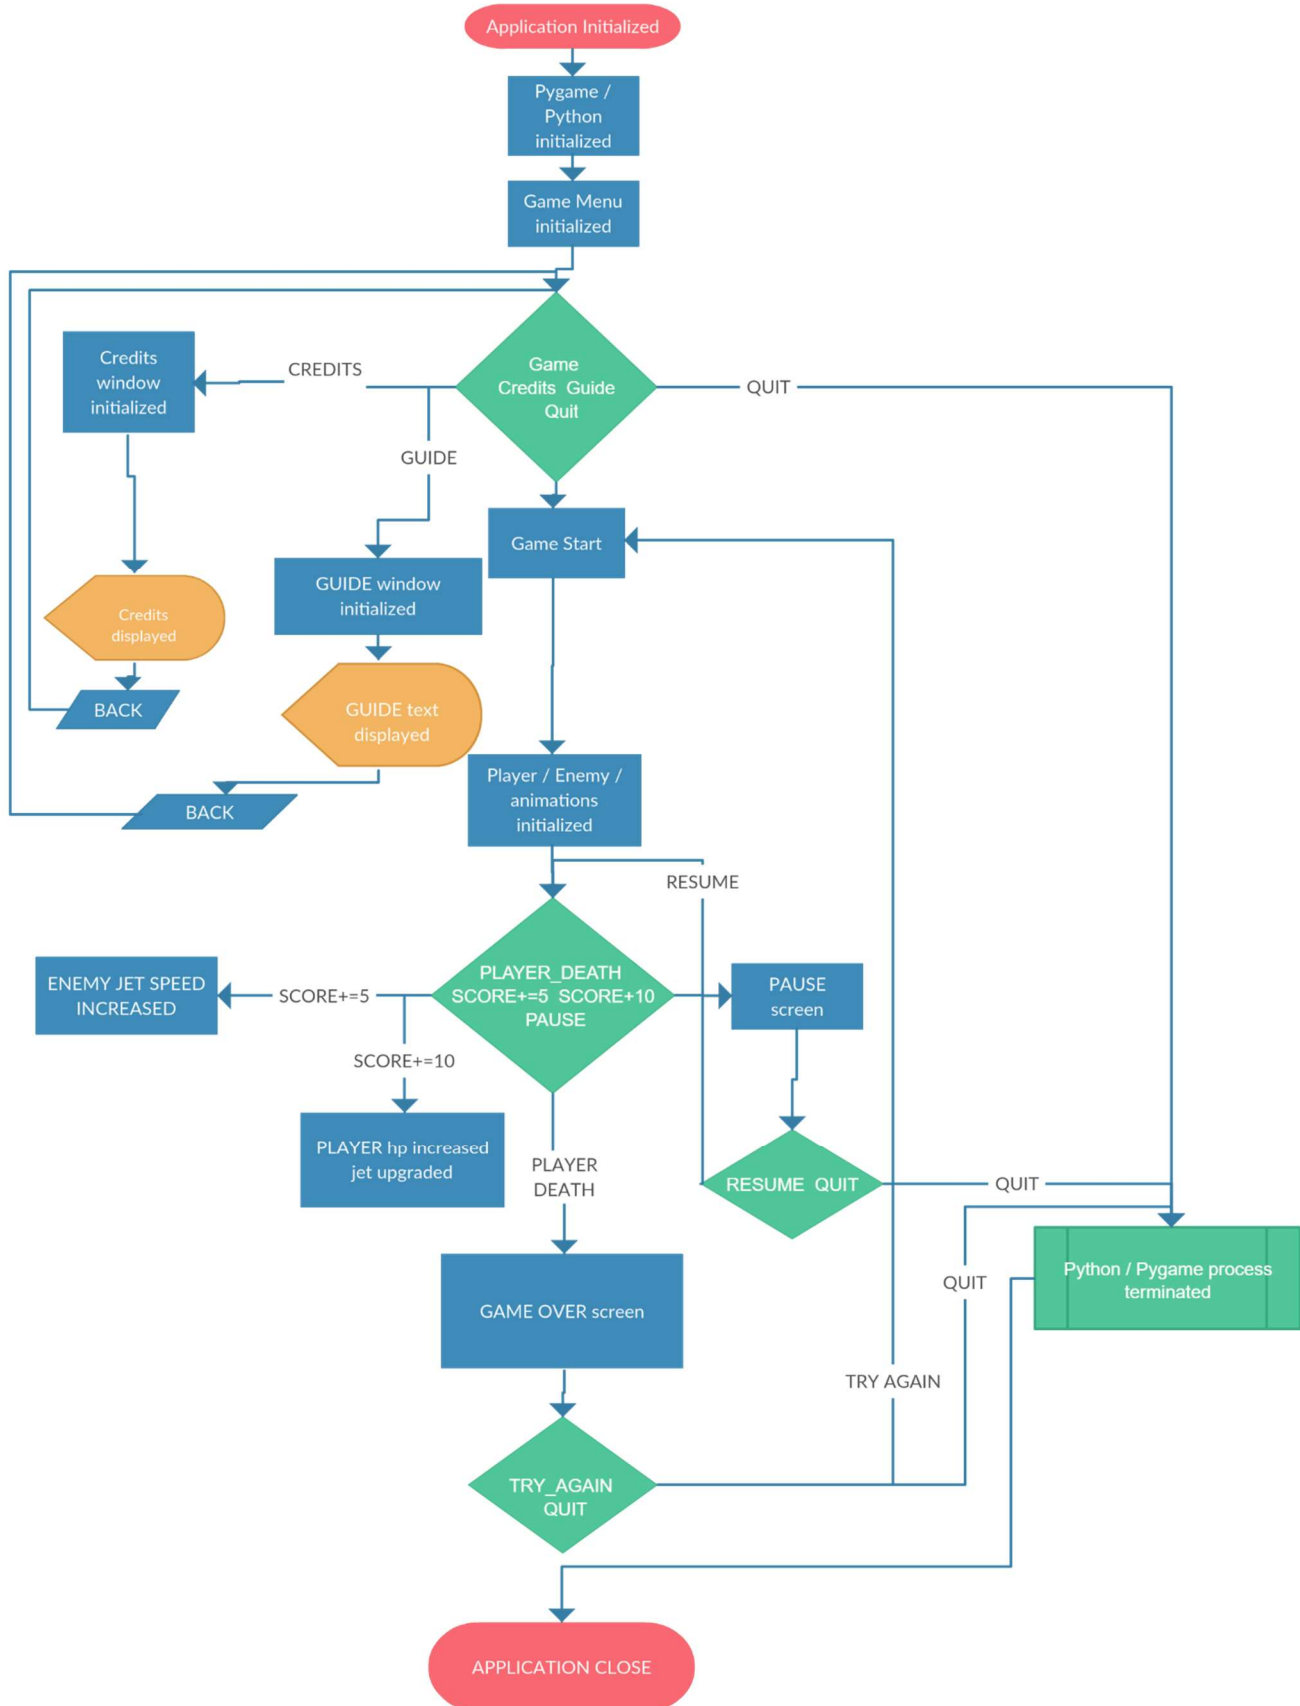 Application Initialized
Pygame /
Python
initialized
Game Menu
initialized
Game
Credits Guide
Quit
CREDITS
QUIT
Credits
window
initialized
GUIDE
Game Start
GUIDE window
initialized
Credits
displayed
BACK
GUIDE text
displayed
BACK
Player / Enemy /
animations
initialized
RESUME
PLAYER_DEATH
SCORE+=5 SCORE+10
PAUSE
ENEMY JET SPEED
INCREASED
SCORE+=5
PAUSE
screen
SCORE+=10
PLAYER hp increased
jet upgraded
PLAYER
DEATH
RESUME QUIT
QUIT
Python / Pygame process
terminated
QUIT
GAME OVER screen
TRY AGAIN
TRY_AGAIN
QUIT
APPLICATION CLOSE